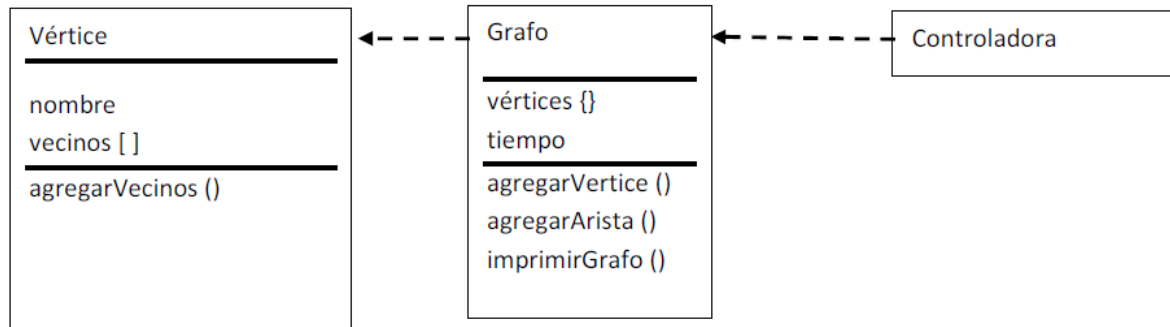 Vértice
nombre
vecinos [ ]
agregarVecinos ()
Grafo
vértices {}
tiempo
agregarVertice ()
agregarArista ()
imprimirGrafo ()
Controladora